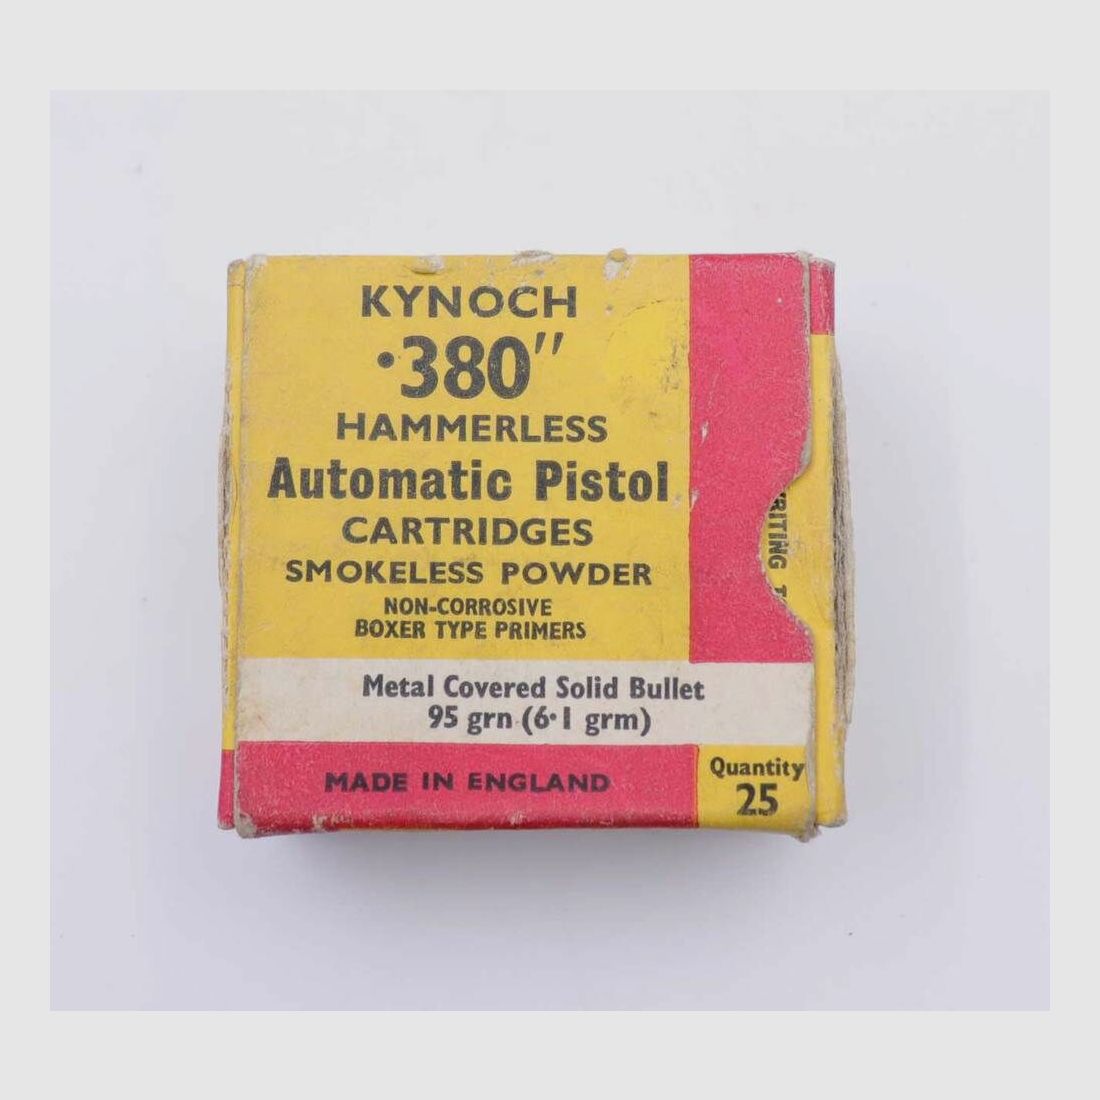 KYNOCH
·380"
HAMMERLESS
Automatic Pistol
CARTRIDGES
SMOKELESS POWDER
NON-CORROSIVE
BOXER TYPE PRIMERS
Metal Covered Solid Bullet
95 grn (6·1 grm)
MADE IN ENGLAND
Quantity
25